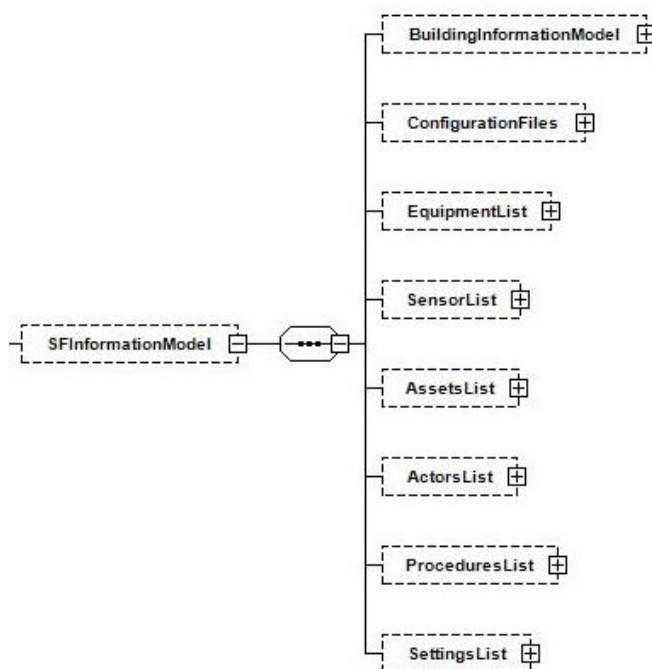 BuildingInformationModel
ConfigurationFiles
EquipmentList
SensorList
SFInformationModel
AssetsList
ActorsList
ProceduresList
SettingsList